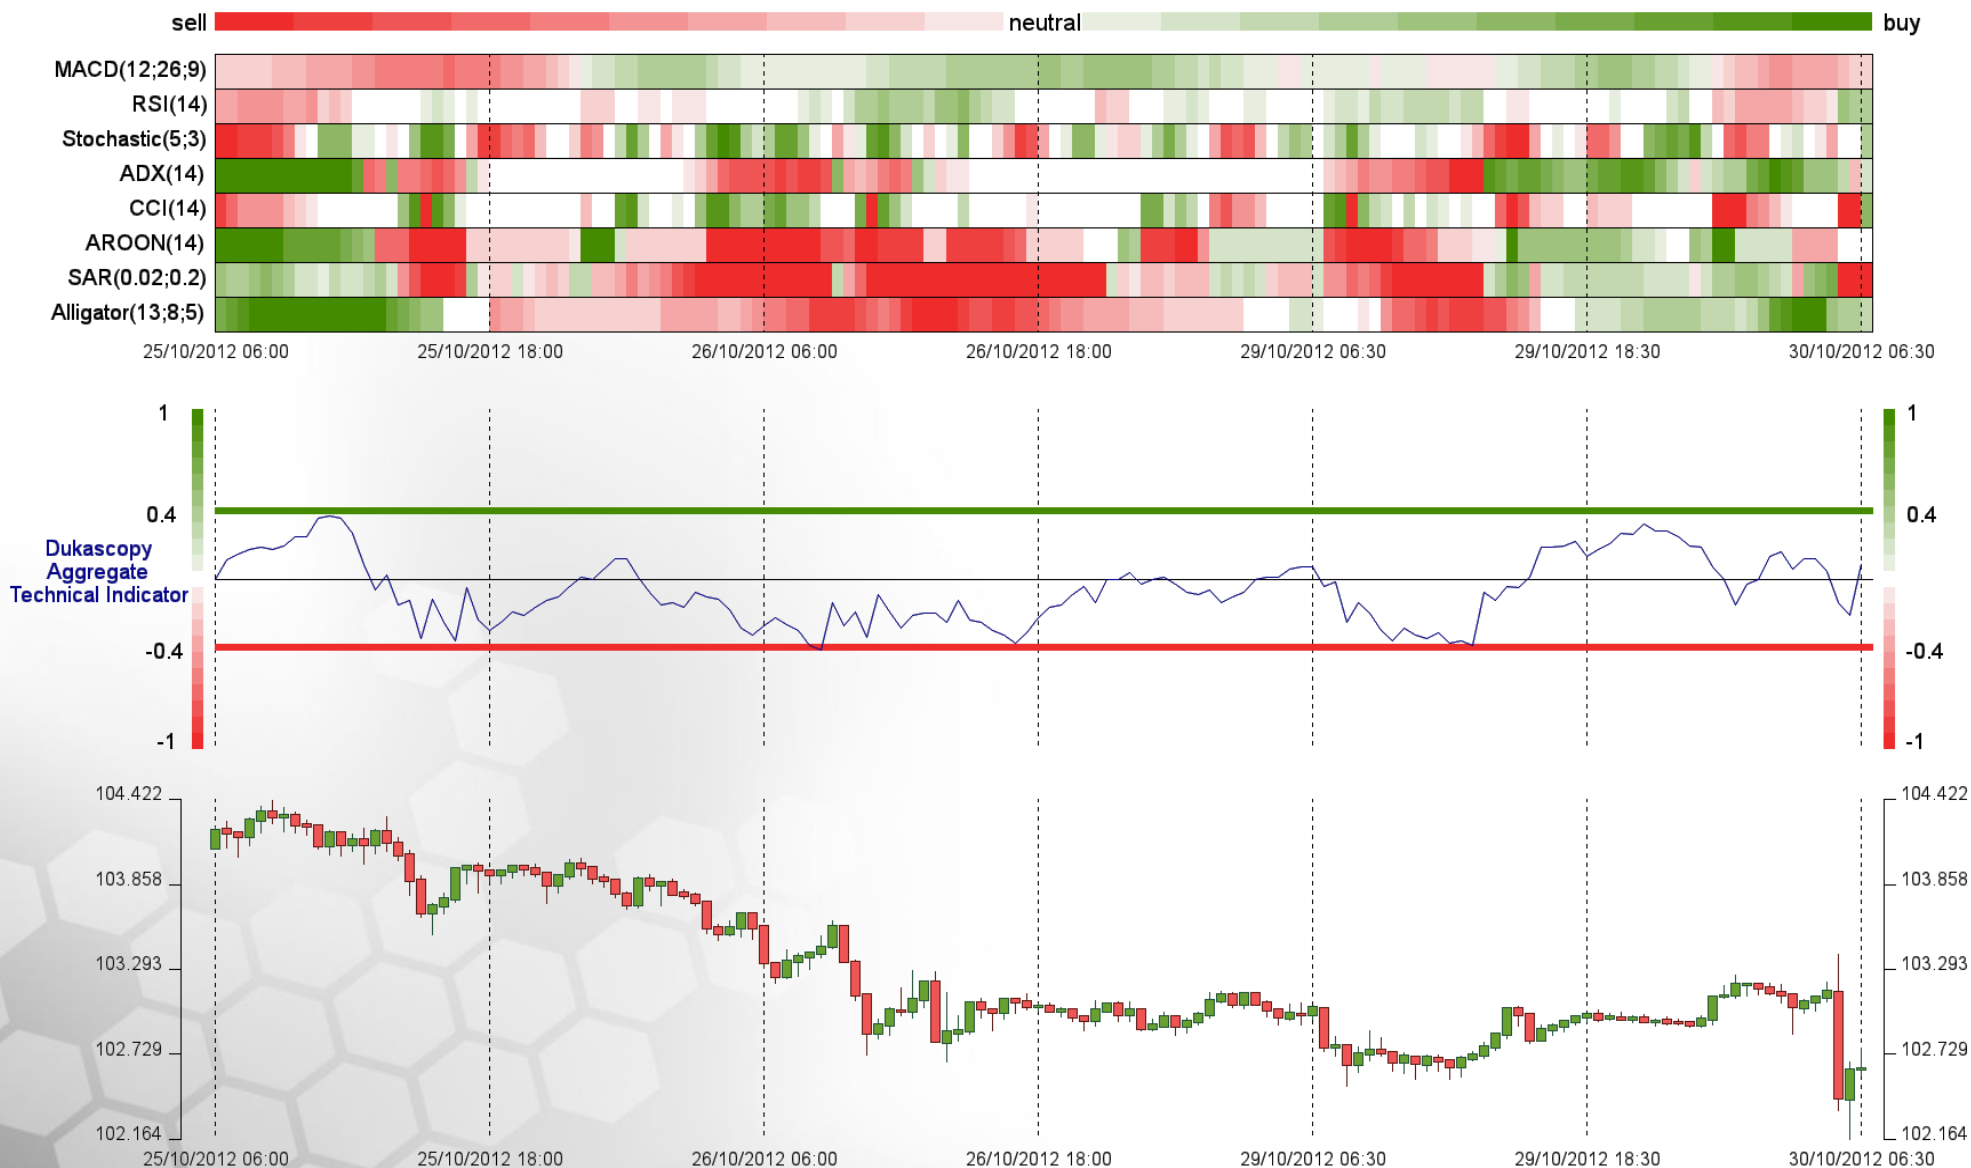 sell neutral buy
MACD(12;26;9)
RSI(14)
Stochastic(5;3)
ADX(14)
CCI(14)
AROON(14)
SAR(0.02;0.2)
Alligator(13;8;5)
25/10/2012 06:00 25/10/2012 18:00 26/10/2012 06:00 26/10/2012 18:00 29/10/2012 06:30 29/10/2012 18:30 30/10/2012 06:30
1 1
0.4 0.4
Dukascopy
Aggregate
Technical Indicator
-0.4 -0.4
-1 -1
104.422 104.422
103.858 103.858
103.293 103.293
102.729 102.729
102.164 102.164
25/10/2012 06:00 25/10/2012 18:00 26/10/2012 06:00 26/10/2012 18:00 29/10/2012 06:30 29/10/2012 18:30 30/10/2012 06:30